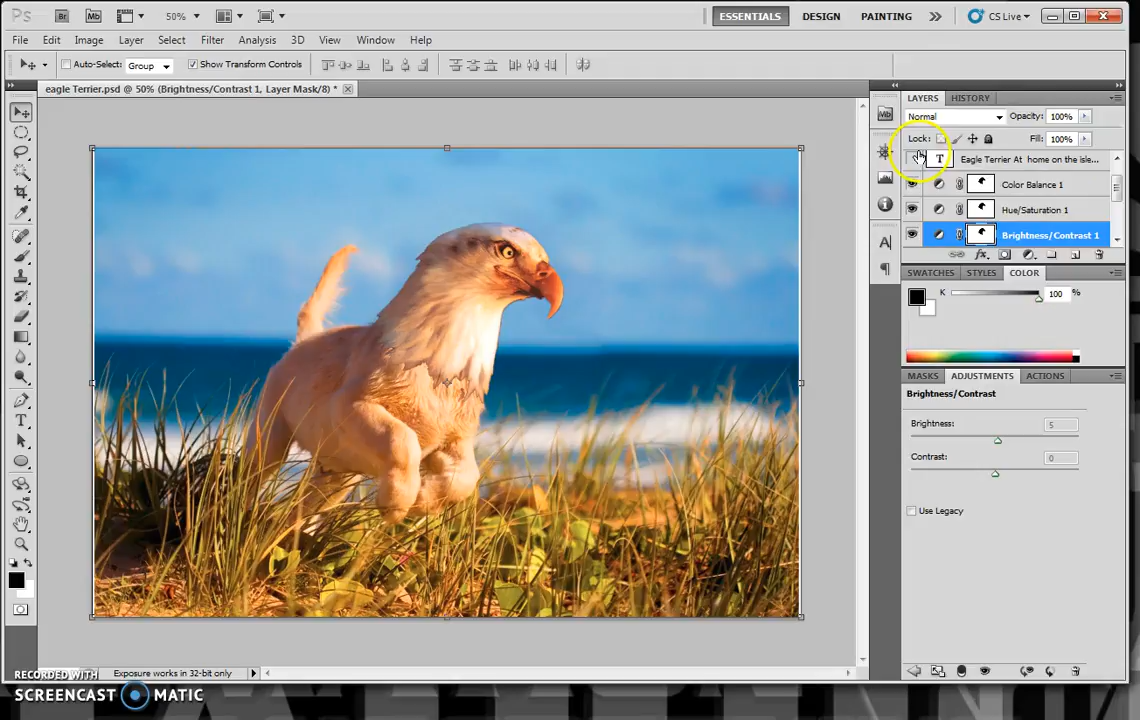 Ps Br Mb 50% ESSENTIALS DESIGN PAINTING CS Live
File Edit Image Layer Select Filter Analysis 3D View Window Help
Auto-Select: Group Show Transform Controls
eagle Terrier.psd @ 50% (Brightness/Contrast 1, Layer Mask/8) *
LAYERS HISTORY
Normal Opacity: 100%
Lock: Fill: 100%
T Eagle Terrier At home on the isle...
Color Balance 1
Hue/Saturation 1
Brightness/Contrast 1
SWATCHES STYLES COLOR
K 100 %
MASKS ADJUSTMENTS ACTIONS
Brightness/Contrast
Brightness: 5
Contrast: 0
Use Legacy
Exposure works in 32-bit only
RECORDED WITH
SCREENCAST MATIC